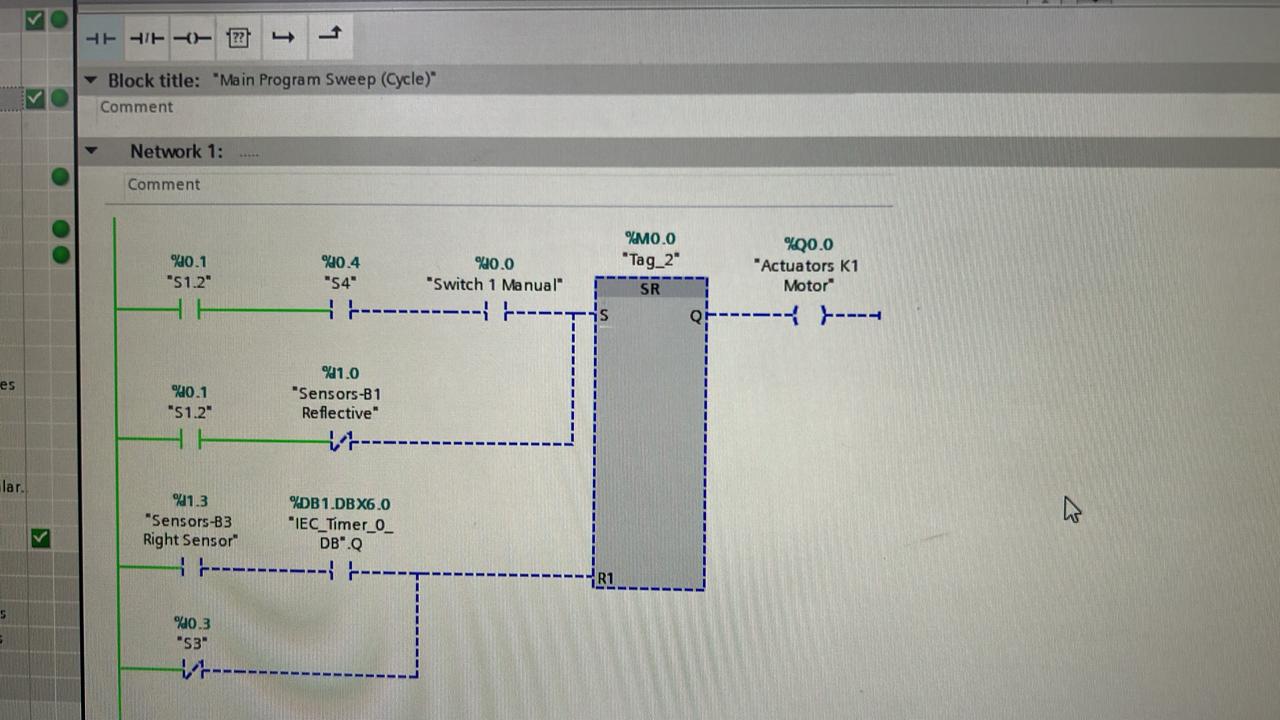 ??
Block title: "Main Program Sweep (Cycle)"
Comment
Network 1: .....
Comment
%I0.1
"S1.2"
%I0.4
"S4"
%I0.0
"Switch 1 Manual"
%M0.0
"Tag_2"
SR
S
Q
%Q0.0
"Actuators K1
Motor"
%I0.1
"S1.2"
%I1.0
"Sensors-B1
Reflective"
%I1.3
"Sensors-B3
Right Sensor"
%DB1.DBX6.0
"IEC_Timer_0_
DB".Q
R1
%I0.3
"S3"
es
lar.
s